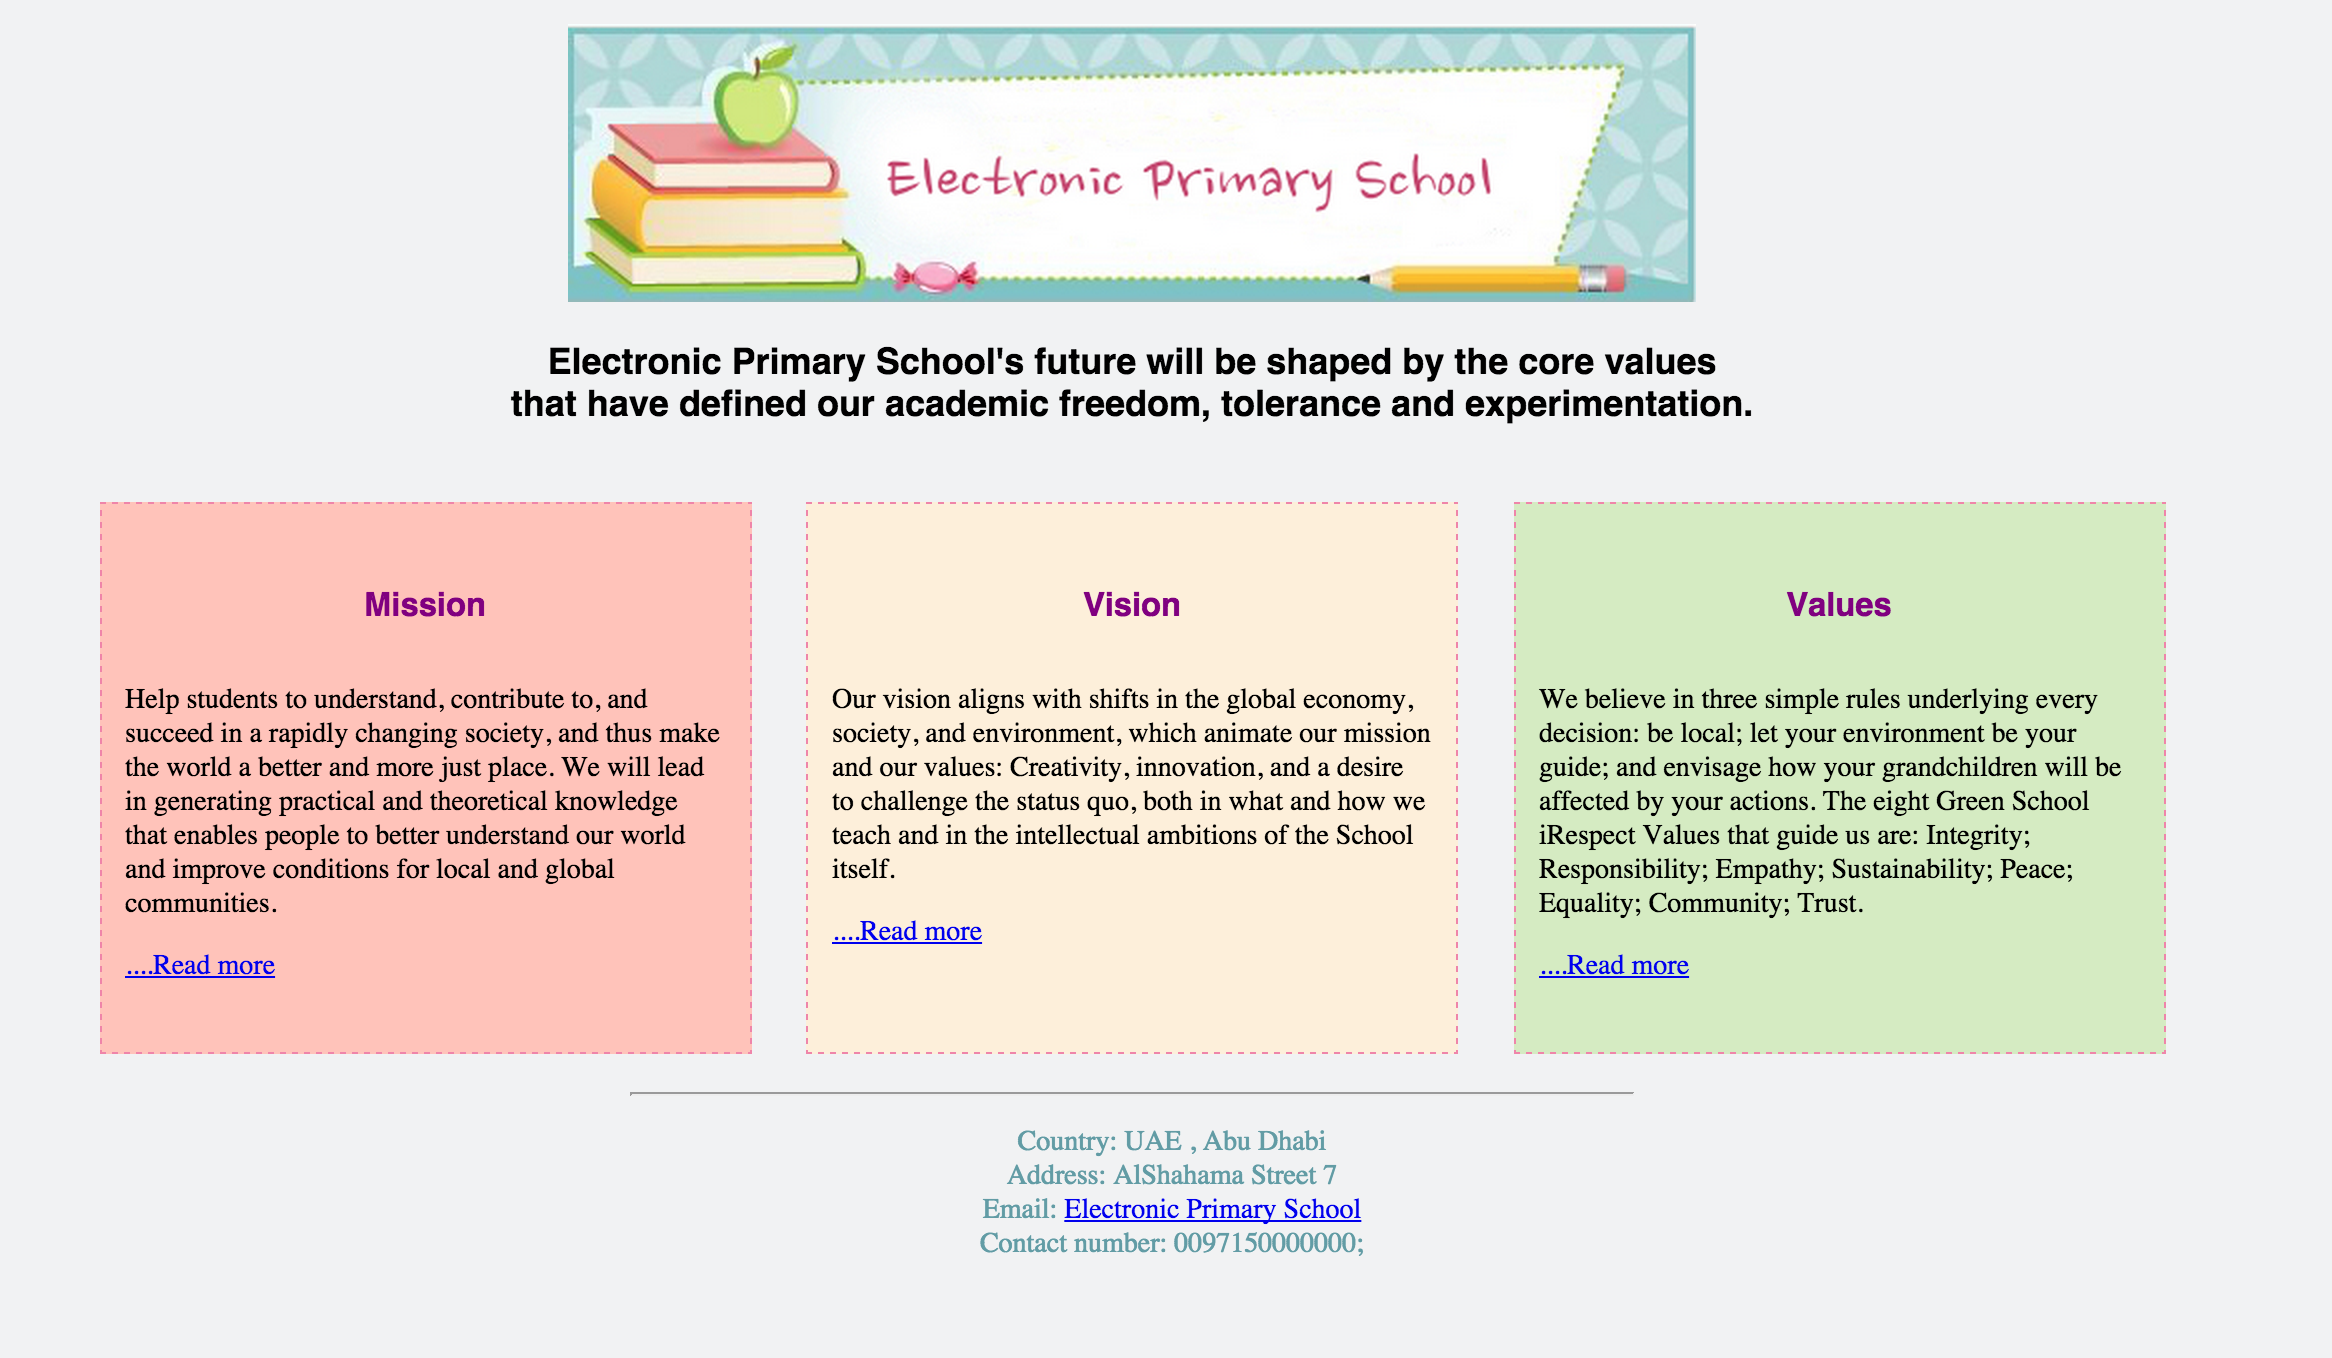 Electronic Primary School
Electronic Primary School's future will be shaped by the core values
that have defined our academic freedom, tolerance and experimentation.
Mission
Help students to understand, contribute to, and
succeed in a rapidly changing society, and thus make
the world a better and more just place. We will lead
in generating practical and theoretical knowledge
that enables people to better understand our world
and improve conditions for local and global
communities.
....Read more
Vision
Our vision aligns with shifts in the global economy,
society, and environment, which animate our mission
and our values: Creativity, innovation, and a desire
to challenge the status quo, both in what and how we
teach and in the intellectual ambitions of the School
itself.
....Read more
Values
We believe in three simple rules underlying every
decision: be local; let your environment be your
guide; and envisage how your grandchildren will be
affected by your actions. The eight Green School
iRespect Values that guide us are: Integrity;
Responsibility; Empathy; Sustainability; Peace;
Equality; Community; Trust.
....Read more
Country: UAE , Abu Dhabi
Address: AlShahama Street 7
Email: Electronic Primary School
Contact number: 0097150000000;